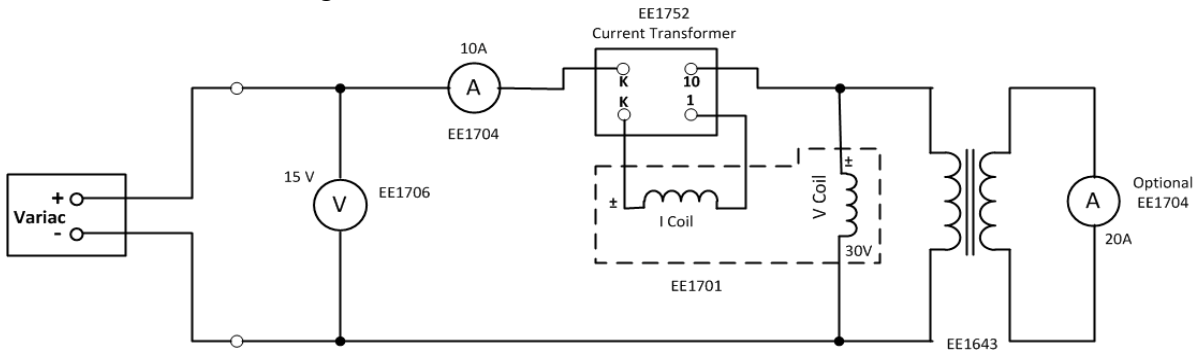 EE1752
Current Transformer
10A
A
EE1704
K
10
K
1
15 V
V
EE1706
+
Variac
-
±
I Coil
V Coil
±
30V
EE1701
A
Optional
EE1704
20A
EE1643